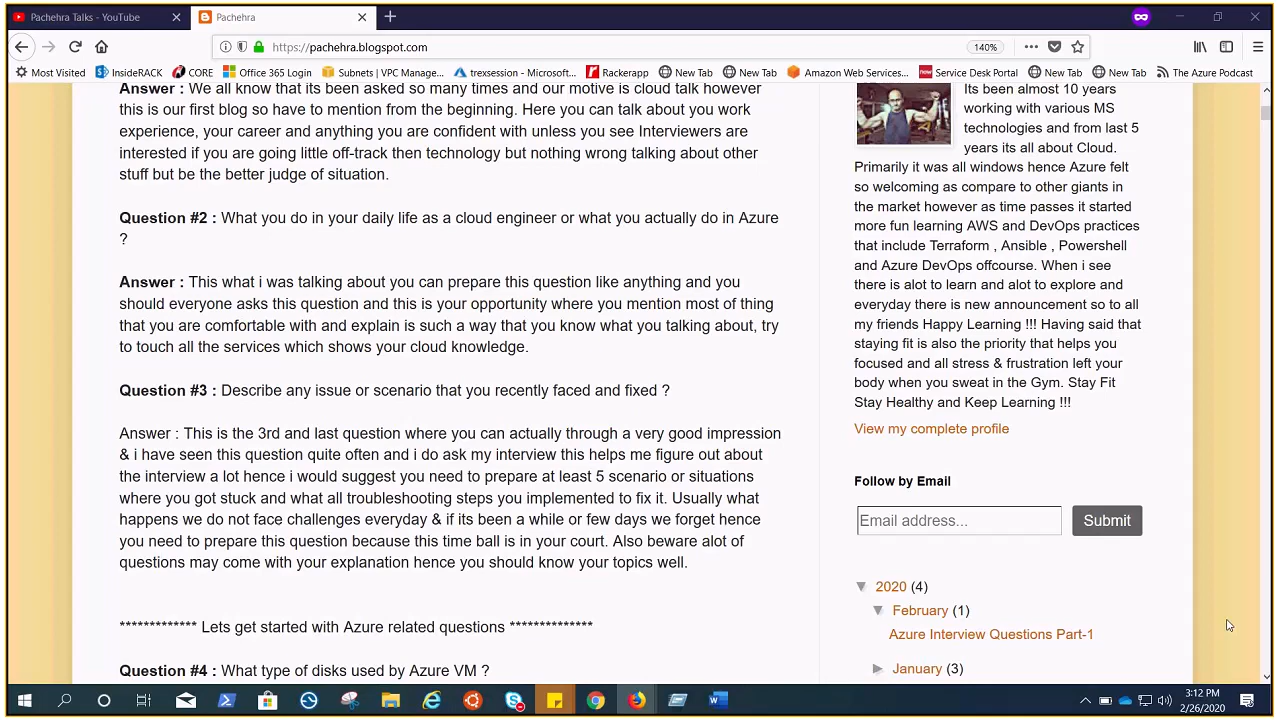 Pachehra Talks - YouTube
Pachehra
https://pachehra.blogspot.com
140%
Most Visited
InsideRACK
CORE
Office 365 Login
Subnets | VPC Manage...
trexsession - Microsoft...
Rackerapp
New Tab
New Tab
Amazon Web Services...
Service Desk Portal
New Tab
New Tab
The Azure Podcast
Answer : We all know that its been asked so many times and our motive is cloud talk however
this is our first blog so have to mention from the beginning. Here you can talk about you work
experience, your career and anything you are confident with unless you see Interviewers are
interested if you are going little off-track then technology but nothing wrong talking about other
stuff but be the better judge of situation.
Question #2 : What you do in your daily life as a cloud engineer or what you actually do in Azure
?
Answer : This what i was talking about you can prepare this question like anything and you
should everyone asks this question and this is your opportunity where you mention most of thing
that you are comfortable with and explain is such a way that you know what you talking about, try
to touch all the services which shows your cloud knowledge.
Question #3 : Describe any issue or scenario that you recently faced and fixed ?
Answer : This is the 3rd and last question where you can actually through a very good impression
& i have seen this question quite often and i do ask my interview this helps me figure out about
the interview a lot hence i would suggest you need to prepare at least 5 scenario or situations
where you got stuck and what all troubleshooting steps you implemented to fix it. Usually what
happens we do not face challenges everyday & if its been a while or few days we forget hence
you need to prepare this question because this time ball is in your court. Also beware alot of
questions may come with your explanation hence you should know your topics well.
************* Lets get started with Azure related questions **************
Question #4 : What type of disks used by Azure VM ?
Its been almost 10 years
working with various MS
technologies and from last 5
years its all about Cloud.
Primarily it was all windows hence Azure felt
so welcoming as compare to other giants in
the market however as time passes it started
more fun learning AWS and DevOps practices
that include Terraform , Ansible , Powershell
and Azure DevOps offcourse. When i see
there is alot to learn and alot to explore and
everyday there is new announcement so to all
my friends Happy Learning !!! Having said that
staying fit is also the priority that helps you
focused and all stress & frustration left your
body when you sweat in the Gym. Stay Fit
Stay Healthy and Keep Learning !!!
View my complete profile
Follow by Email
Email address...
Submit
2020 (4)
February (1)
Azure Interview Questions Part-1
January (3)
3:12 PM
2/26/2020